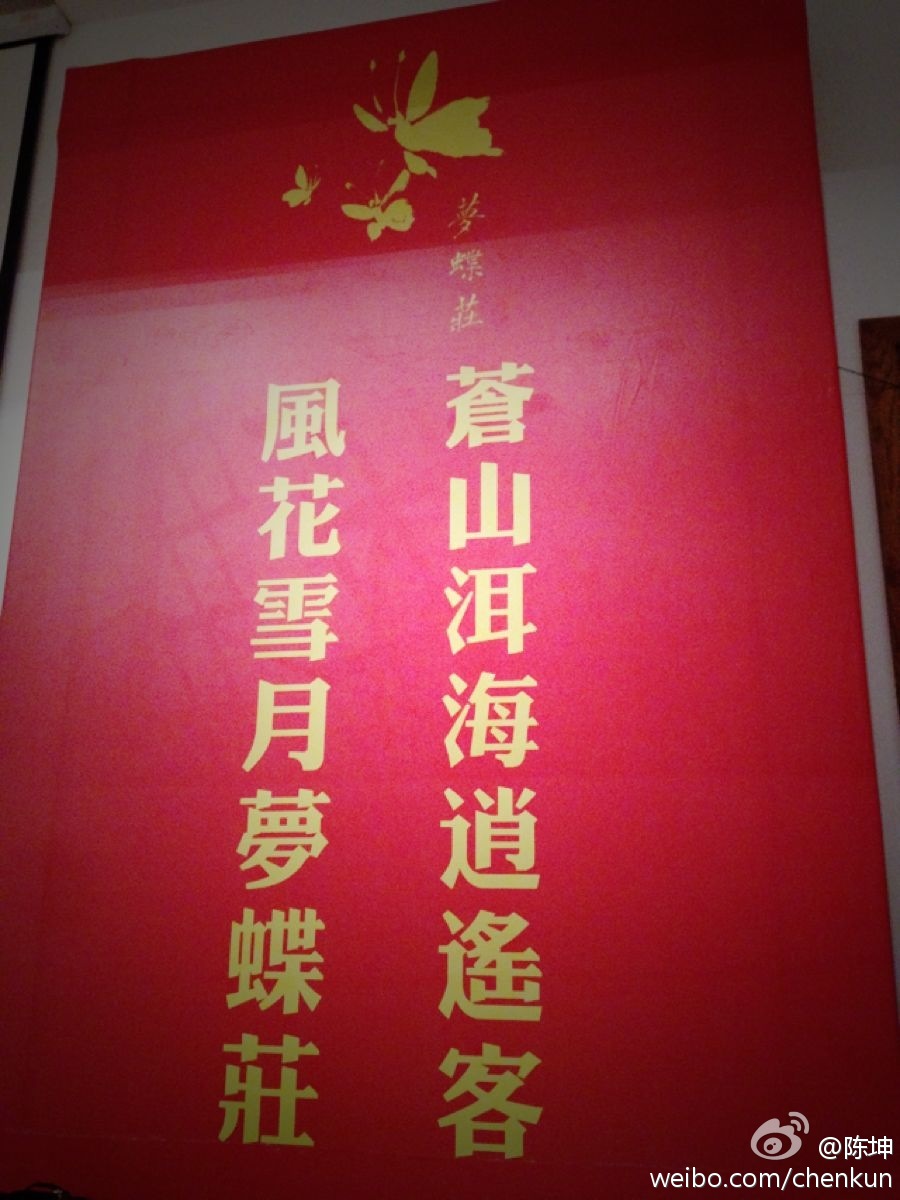 夢蝶莊
蒼山洱海逍遙客
風花雪月夢蝶莊
@陈坤
weibo.com/chenkun